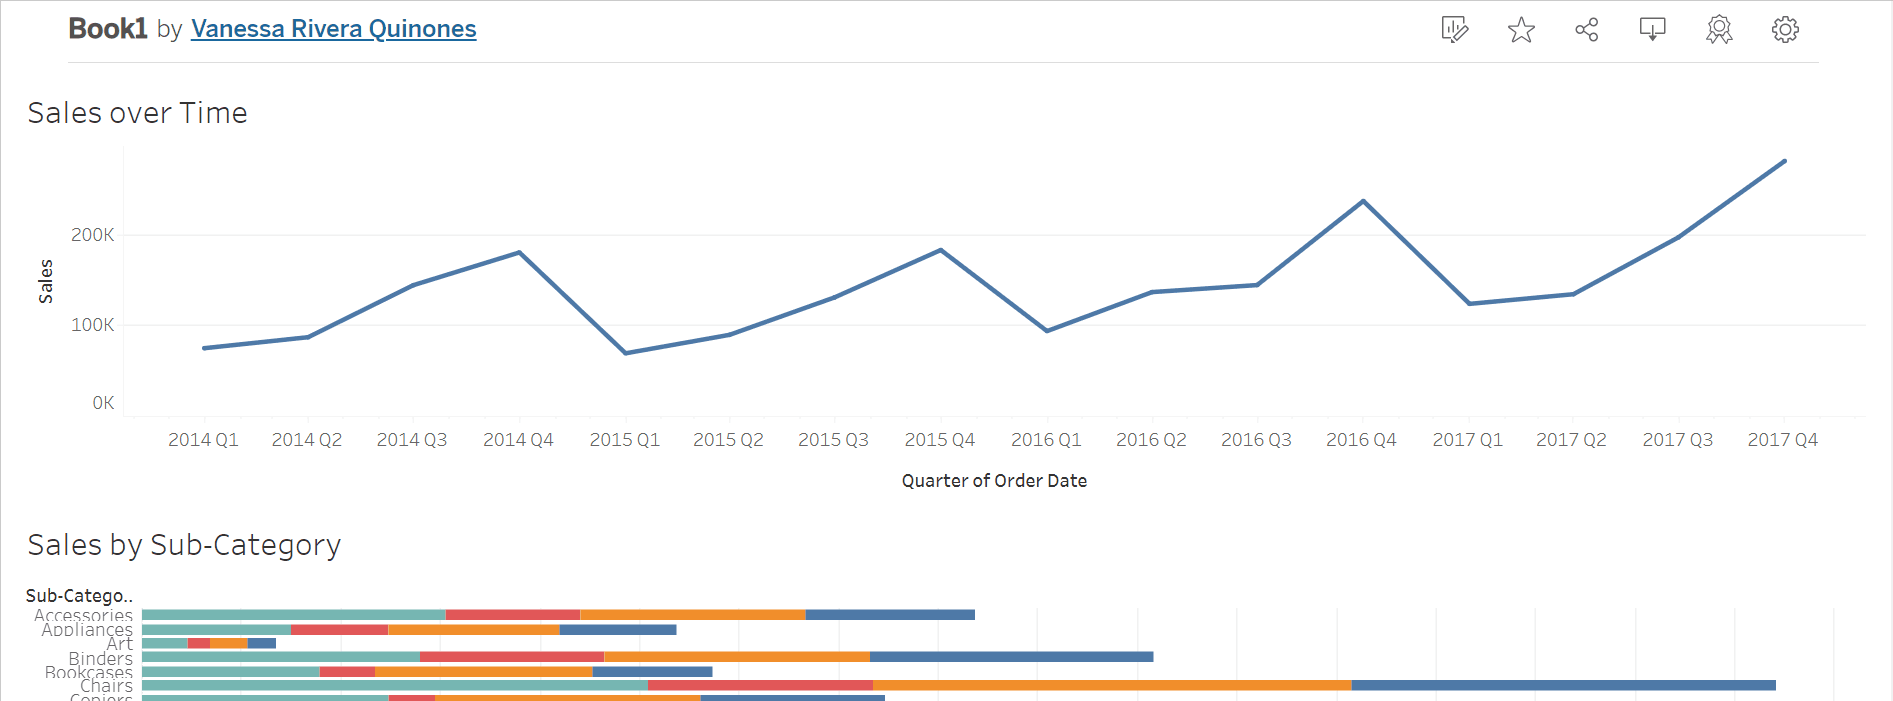 Book1 by Vanessa Rivera Quinones
Sales over Time
200K
100K
0K
Sales
2014 Q1 2014 Q2 2014 Q3 2014 Q4 2015 Q1 2015 Q2 2015 Q3 2015 Q4 2016 Q1 2016 Q2 2016 Q3 2016 Q4 2017 Q1 2017 Q2 2017 Q3 2017 Q4
Quarter of Order Date
Sales by Sub-Category
Sub-Catego..
Accessories
Appliances
Art
Binders
Bookcases
Chairs
Copiers